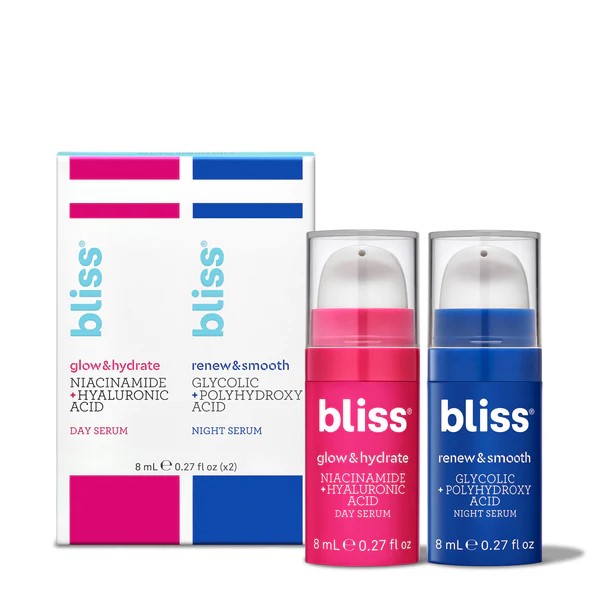 bliss®
glow&hydrate
NIACINAMIDE
+HYALURONIC
ACID
DAY SERUM
bliss®
renew&smooth
GLYCOLIC
+POLYHYDROXY
ACID
NIGHT SERUM
8 mL ℮ 0.27 fl oz (x2)
bliss®
glow & hydrate
NIACINAMIDE
+HYALURONIC
ACID
DAY SERUM
8 mL ℮ 0.27 fl oz
bliss®
renew & smooth
GLYCOLIC
+ POLYHYDROXY
ACID
NIGHT SERUM
8 mL ℮ 0.27 fl oz